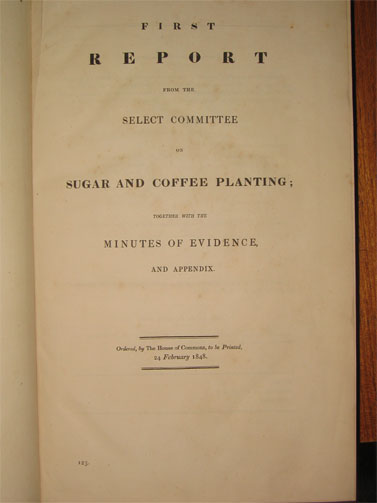 FIRST
REPORT
FROM THE
SELECT COMMITTEE
ON
SUGAR AND COFFEE PLANTING;
TOGETHER WITH THE
MINUTES OF EVIDENCE,
AND APPENDIX.
Ordered, by The House of Commons, to be Printed,
24 February 1848.
123.